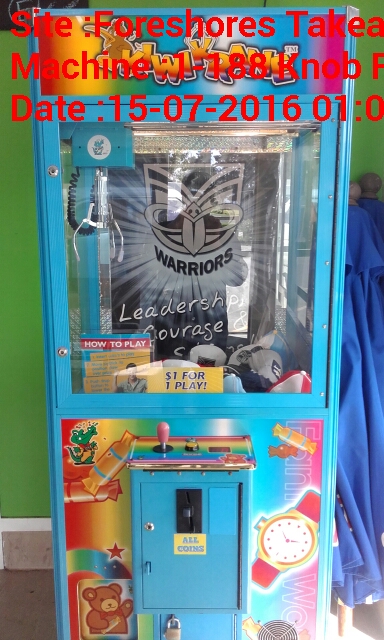 Site :Foreshores Takea
Machine :I - 188 Knob F
Date :15-07-2016 01:0
WARRIORS
Leadership,
Courage &
HOW TO PLAY
$1 FOR
1 PLAY!
ALL
COINS